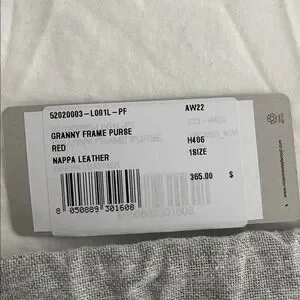 52020003-L001L-PF AW22
GRANNY FRAME PURSE
RED H406
NAPPA LEATHER 1SIZE
365.00 $
8 050889 301608